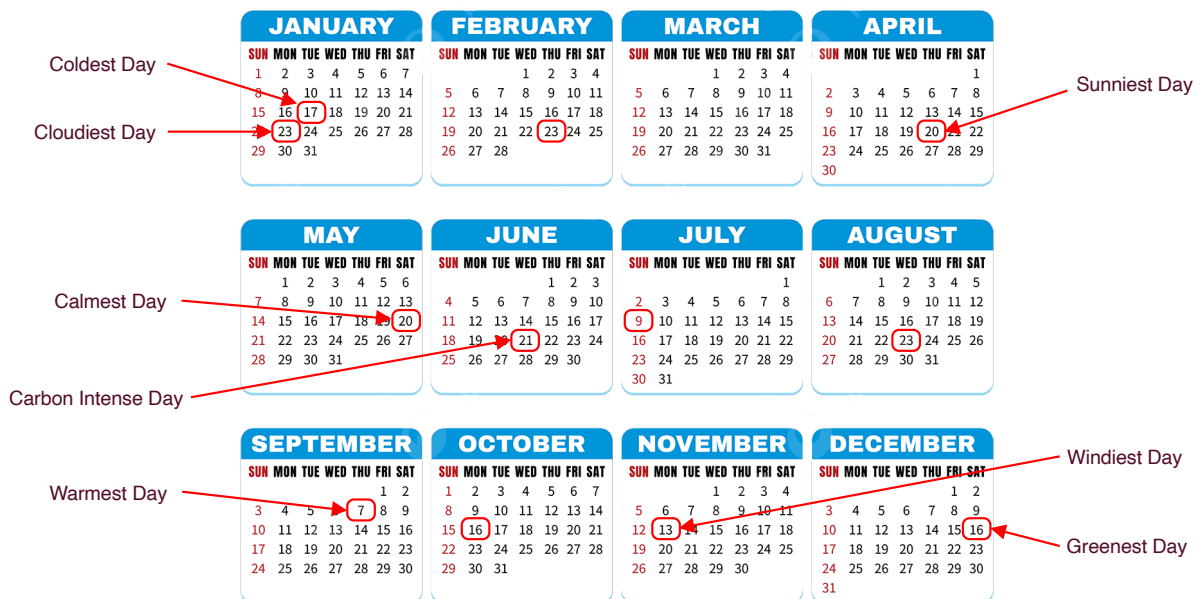 JANUARY
SUN MON TUE WED THU FRI SAT
1 2 3 4 5 6 7
8 9 10 11 12 13 14
15 16 17 18 19 20 21
23 24 25 26 27 28
29 30 31
FEBRUARY
SUN MON TUE WED THU FRI SAT
1 2 3 4
5 6 7 8 9 10 11
12 13 14 15 16 17 18
19 20 21 22 23 24 25
26 27 28
MARCH
SUN MON TUE WED THU FRI SAT
1 2 3 4
5 6 7 8 9 10 11
12 13 14 15 16 17 18
19 20 21 22 23 24 25
26 27 28 29 30 31
APRIL
SUN MON TUE WED THU FRI SAT
1
2 3 4 5 6 7 8
9 10 11 12 13 14 15
16 17 18 19 20 21 22
23 24 25 26 27 28 29
30
Coldest Day
Cloudiest Day
Sunniest Day
MAY
SUN MON TUE WED THU FRI SAT
1 2 3 4 5 6
7 8 9 10 11 12 13
14 15 16 17 18 19 20
21 22 23 24 25 26 27
28 29 30 31
JUNE
SUN MON TUE WED THU FRI SAT
1 2 3
4 5 6 7 8 9 10
11 12 13 14 15 16 17
18 19 21 22 23 24
25 26 27 28 29 30
JULY
SUN MON TUE WED THU FRI SAT
1
2 3 4 5 6 7 8
9 10 11 12 13 14 15
16 17 18 19 20 21 22
23 24 25 26 27 28 29
30 31
AUGUST
SUN MON TUE WED THU FRI SAT
1 2 3 4 5
6 7 8 9 10 11 12
13 14 15 16 17 18 19
20 21 22 23 24 25 26
27 28 29 30 31
Calmest Day
Carbon Intense Day
SEPTEMBER
SUN MON TUE WED THU FRI SAT
1 2
3 4 5 6 7 8 9
10 11 12 13 14 15 16
17 18 19 20 21 22 23
24 25 26 27 28 29 30
OCTOBER
SUN MON TUE WED THU FRI SAT
1 2 3 4 5 6 7
8 9 10 11 12 13 14
15 16 17 18 19 20 21
22 23 24 25 26 27 28
29 30 31
NOVEMBER
SUN MON TUE WED THU FRI SAT
1 2 3 4
5 6 7 8 9 10 11
12 13 14 15 16 17 18
19 20 21 22 23 24 25
26 27 28 29 30
DECEMBER
SUN MON TUE WED THU FRI SAT
1 2
3 4 5 6 7 8 9
10 11 12 13 14 15 16
17 18 19 20 21 22 23
24 25 26 27 28 29 30
31
Warmest Day
Windiest Day
Greenest Day